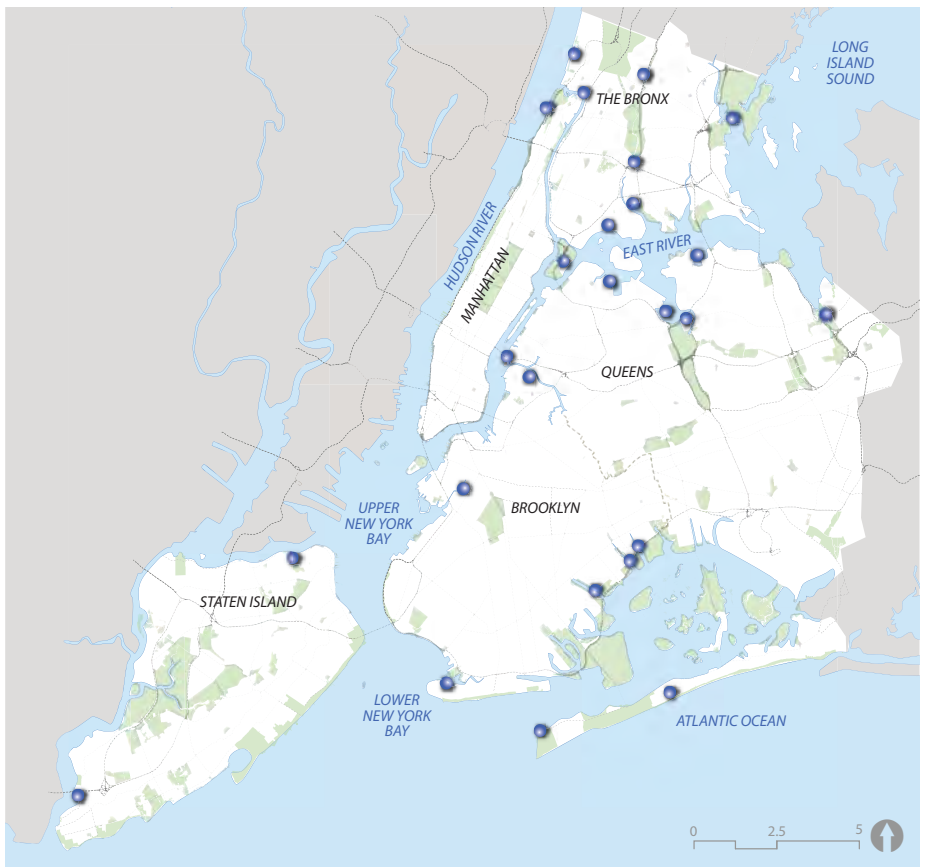 LONG
ISLAND
SOUND
THE BRONX
HUDSON RIVER
MANHATTAN
EAST RIVER
QUEENS
BROOKLYN
UPPER
NEW YORK
BAY
STATEN ISLAND
LOWER
NEW YORK
BAY
ATLANTIC OCEAN
0 2.5 5